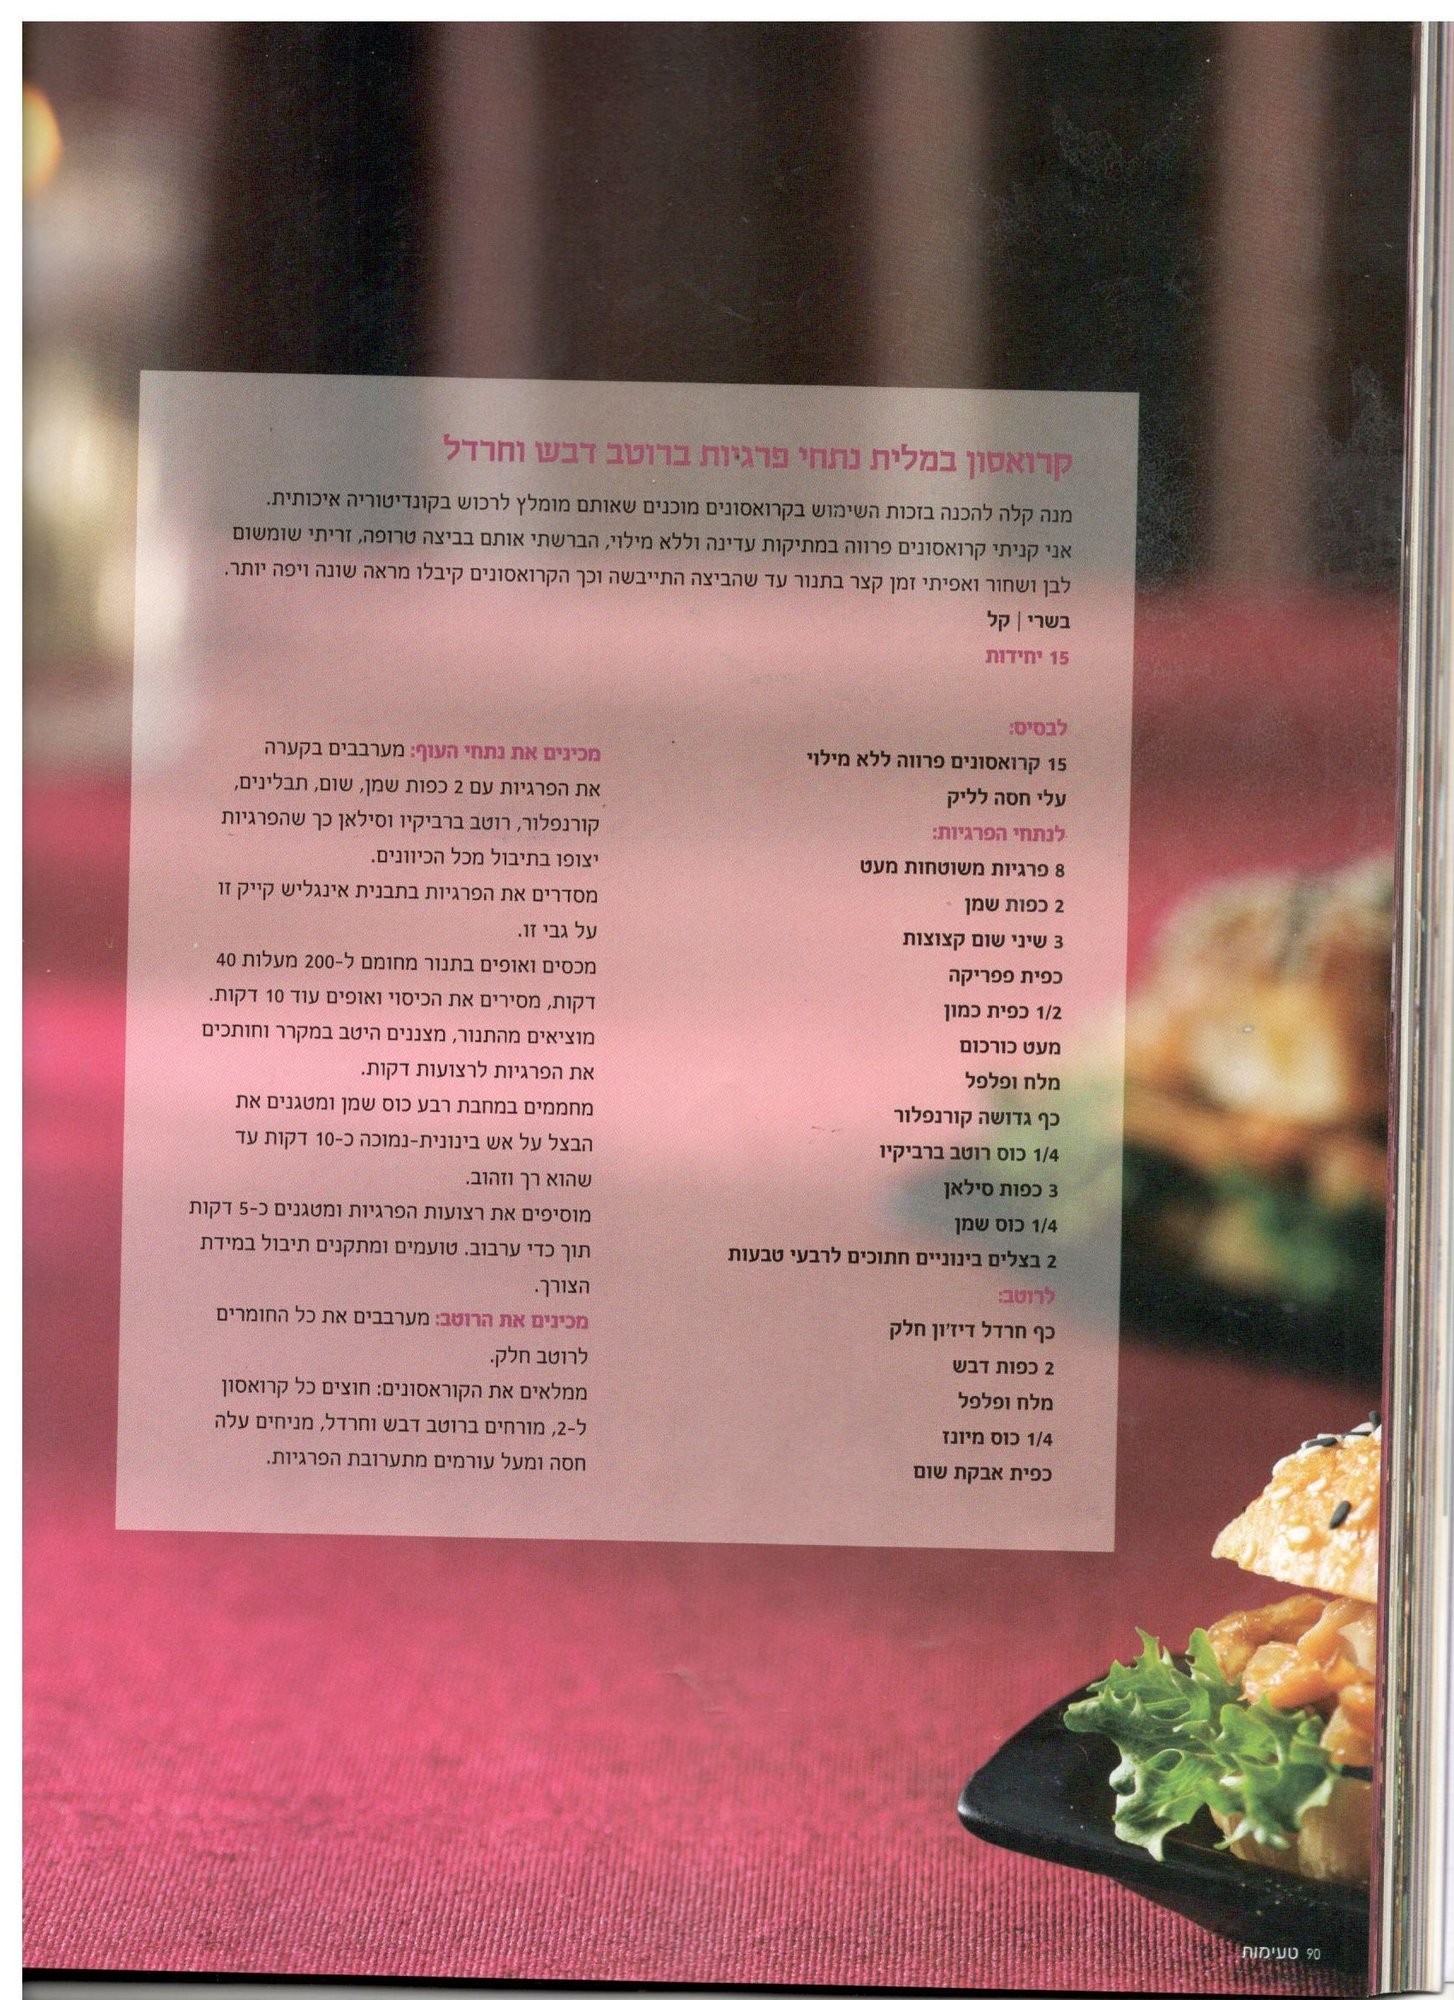 קרואסון במלית נתחי פרגיות ברוטב דבש וחרדל
מנה קלה להכנה בזכות השימוש בקרואסונים מוכנים שאותם מומלץ לרכוש בקונדיטוריה איכותית.
אני קניתי קרואסונים פרווה במתיקות עדינה וללא מילוי, הברשתי אותם בביצה טרופה, זריתי שומשום
לבן ושחור ואפיתי זמן קצר בתנור עד שהביצה התייבשה וכך הקרואסונים קיבלו מראה שונה ויפה יותר.
בשרי | קל
15 יחידות
לבסיס:
15 קרואסונים פרווה ללא מילוי
עלי חסה לליק
לנתחי הפרגיות:
8 פרגיות משוטחות מעט
2 כפות שמן
3 שיני שום קצוצות
כפית פפריקה
1/2 כפית כמון
מעט כורכום
מלח ופלפל
כף גדושה קורנפלור
1/4 כוס רוטב ברביקיו
3 כפות סילאן
1/4 כוס שמן
2 בצלים בינוניים חתוכים לרבעי טבעות
לרוטב:
כף חרדל דיז'ון חלק
2 כפות דבש
מלח ופלפל
1/4 כוס מיונז
כפית אבקת שום
מכינים את נתחי העוף: מערבבים בקערה
את הפרגיות עם 2 כפות שמן, שום, תבלינים,
קורנפלור, רוטב ברביקיו וסילאן כך שהפרגיות
יצופו בתיבול מכל הכיוונים.
מסדרים את הפרגיות בתבנית אינגליש קייק זו
על גבי זו.
מכסים ואופים בתנור מחומם ל-200 מעלות 40
דקות, מסירים את הכיסוי ואופים עוד 10 דקות.
מוציאים מהתנור, מצננים היטב במקרר וחותכים
את הפרגיות לרצועות דקות.
מחממים במחבת רבע כוס שמן ומטגנים את
הבצל על אש בינונית-נמוכה כ-10 דקות עד
שהוא רך וזהוב.
מוסיפים את רצועות הפרגיות ומטגנים כ-5 דקות
תוך כדי ערבוב. טועמים ומתקנים תיבול במידת
הצורך.
מכינים את הרוטב: מערבבים את כל החומרים
לרוטב חלק.
ממלאים את הקוראסונים: חוצים כל קרואסון
ל-2, מורחים ברוטב דבש וחרדל, מניחים עלה
חסה ומעל עורמים מתערובת הפרגיות.
90 טעימות